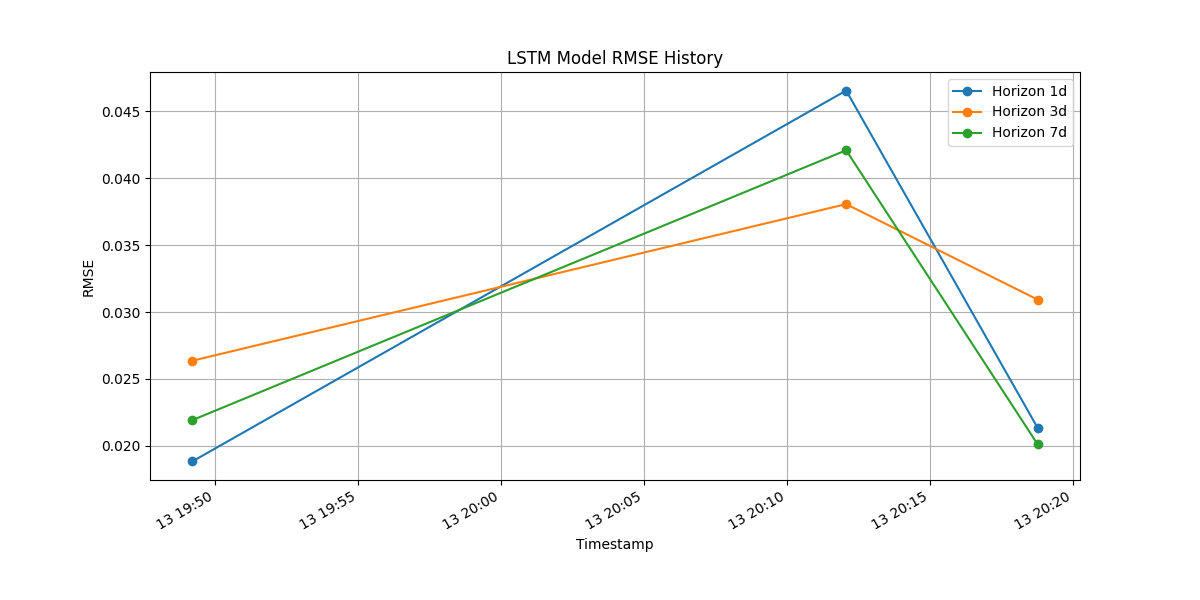 LSTM Model RMSE History
Horizon 1d
Horizon 3d
Horizon 7d
0.045
0.040
0.035
0.030
0.025
0.020
RMSE
13 19:50
13 19:55
13 20:00
13 20:05
13 20:10
13 20:15
13 20:20
Timestamp